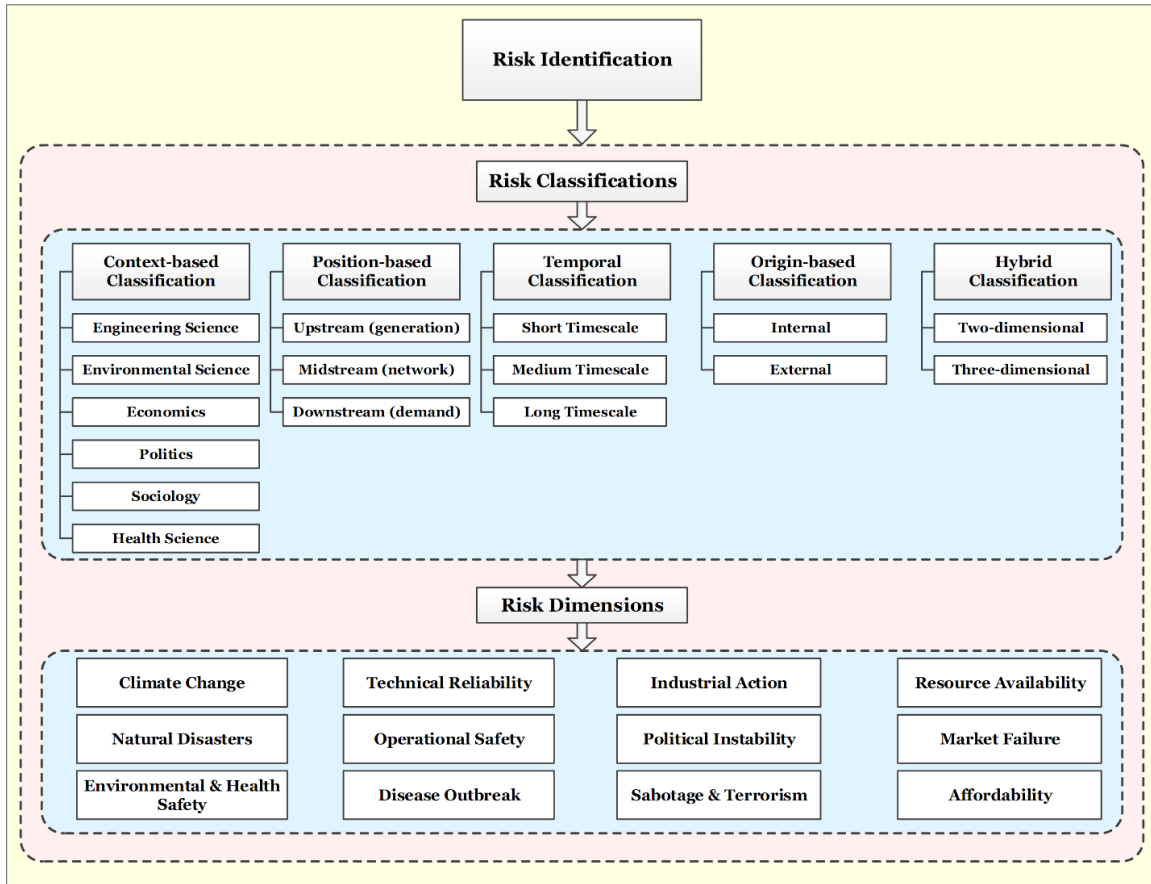 Risk Identification
Risk Classifications
Context-based
Classification
Engineering Science
Environmental Science
Economics
Politics
Sociology
Health Science
Position-based
Classification
Upstream (generation)
Midstream (network)
Downstream (demand)
Temporal
Classification
Short Timescale
Medium Timescale
Long Timescale
Origin-based
Classification
Internal
External
Hybrid
Classification
Two-dimensional
Three-dimensional
Risk Dimensions
Climate Change
Technical Reliability
Industrial Action
Resource Availability
Natural Disasters
Operational Safety
Political Instability
Market Failure
Environmental & Health
Safety
Disease Outbreak
Sabotage & Terrorism
Affordability